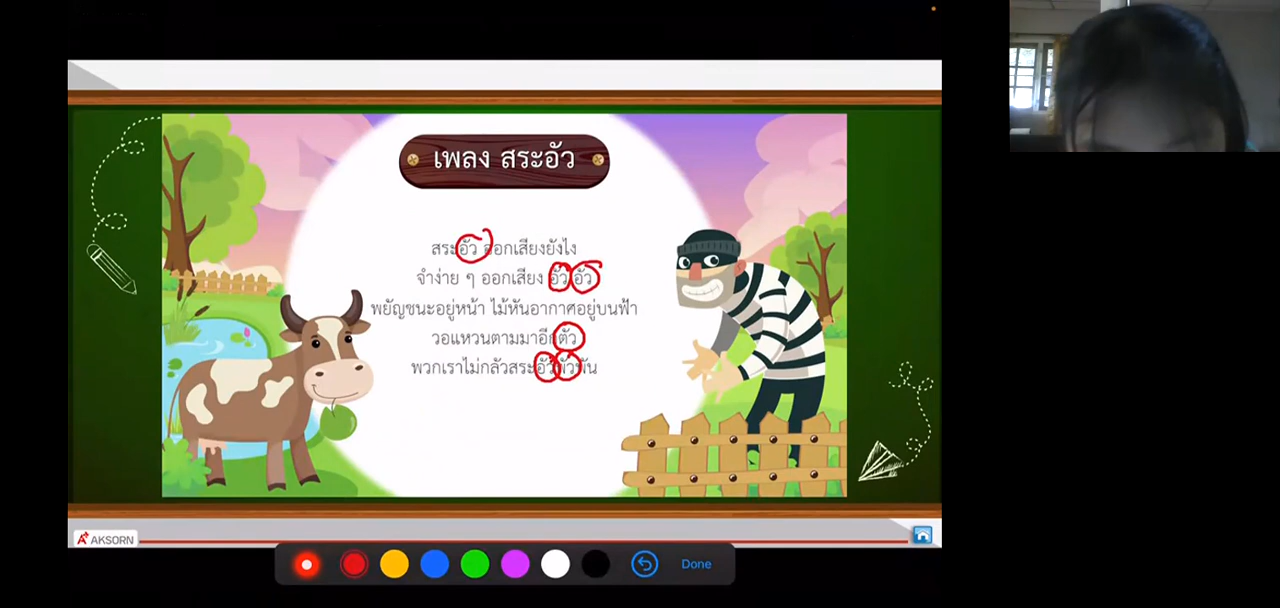 เพลง สระอัว
สระอัว ออกเสียงยังไง
จำง่าย ๆ ออกเสียง อัว อัว
พยัญชนะอยู่หน้า ไม้หันอากาศอยู่บนฟ้า
วอแหวนตามมาอีกตัว
พวกเราไม่กลัวสระอัวพัวพัน
AKSORN
Done